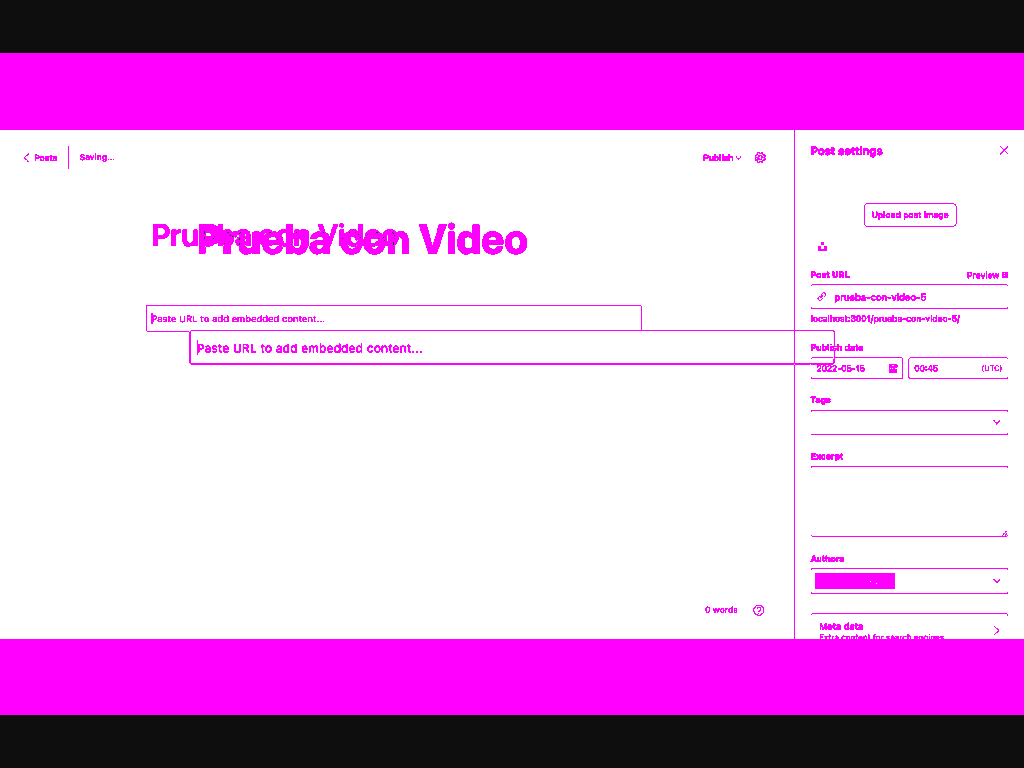 Posts
Saving...
Publish
Prueba con Video
Prueba con Video
Paste URL to add embedded content...
Paste URL to add embedded content...
0 words
Post settings
Upload post image
Post URL
Preview
prueba-con-video-5
localhost:3001/prueba-con-video-5/
Publish date
2022-05-15
00:45
(UTC)
Tags
Excerpt
Authors
Meta data
Extra content for search engines